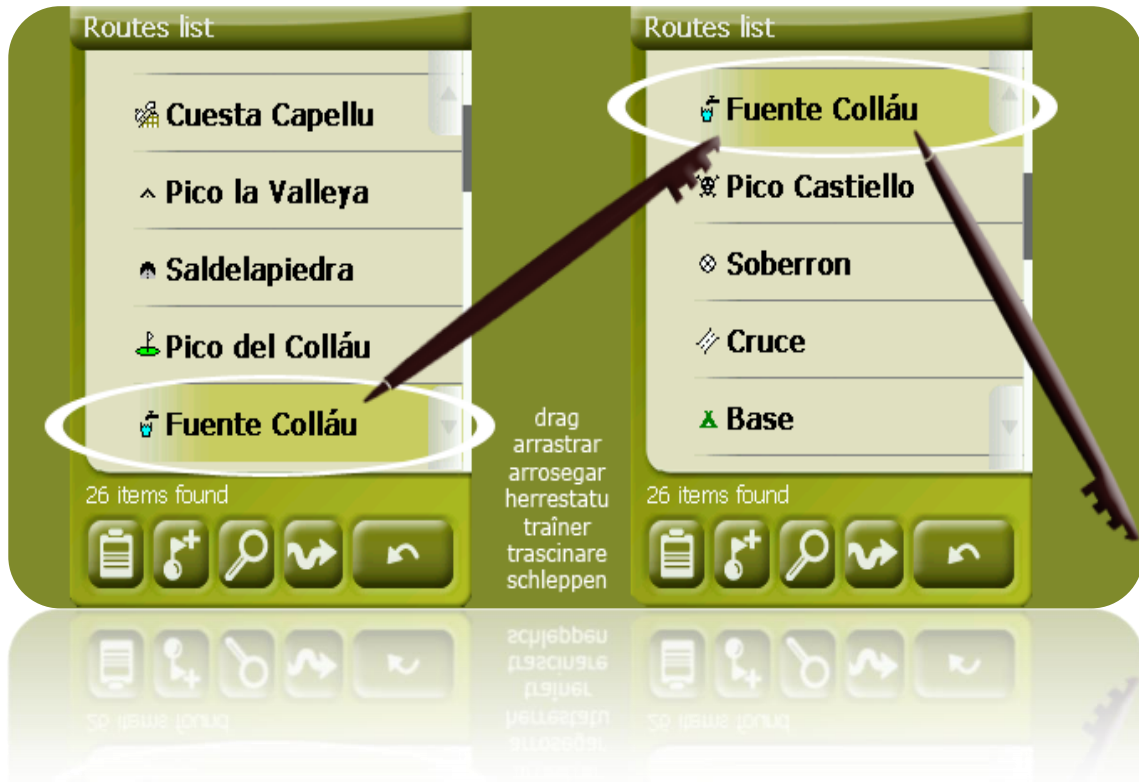 Routes list
Cuesta Capellu
Pico la Valleya
Saldelapiedra
Pico del Colláu
Fuente Colláu
26 items found
drag
arrastrar
arrosegar
herrestatu
traîner
trascinare
schleppen
Routes list
Fuente Colláu
Pico Castiello
Soberron
Cruce
Base
26 items found